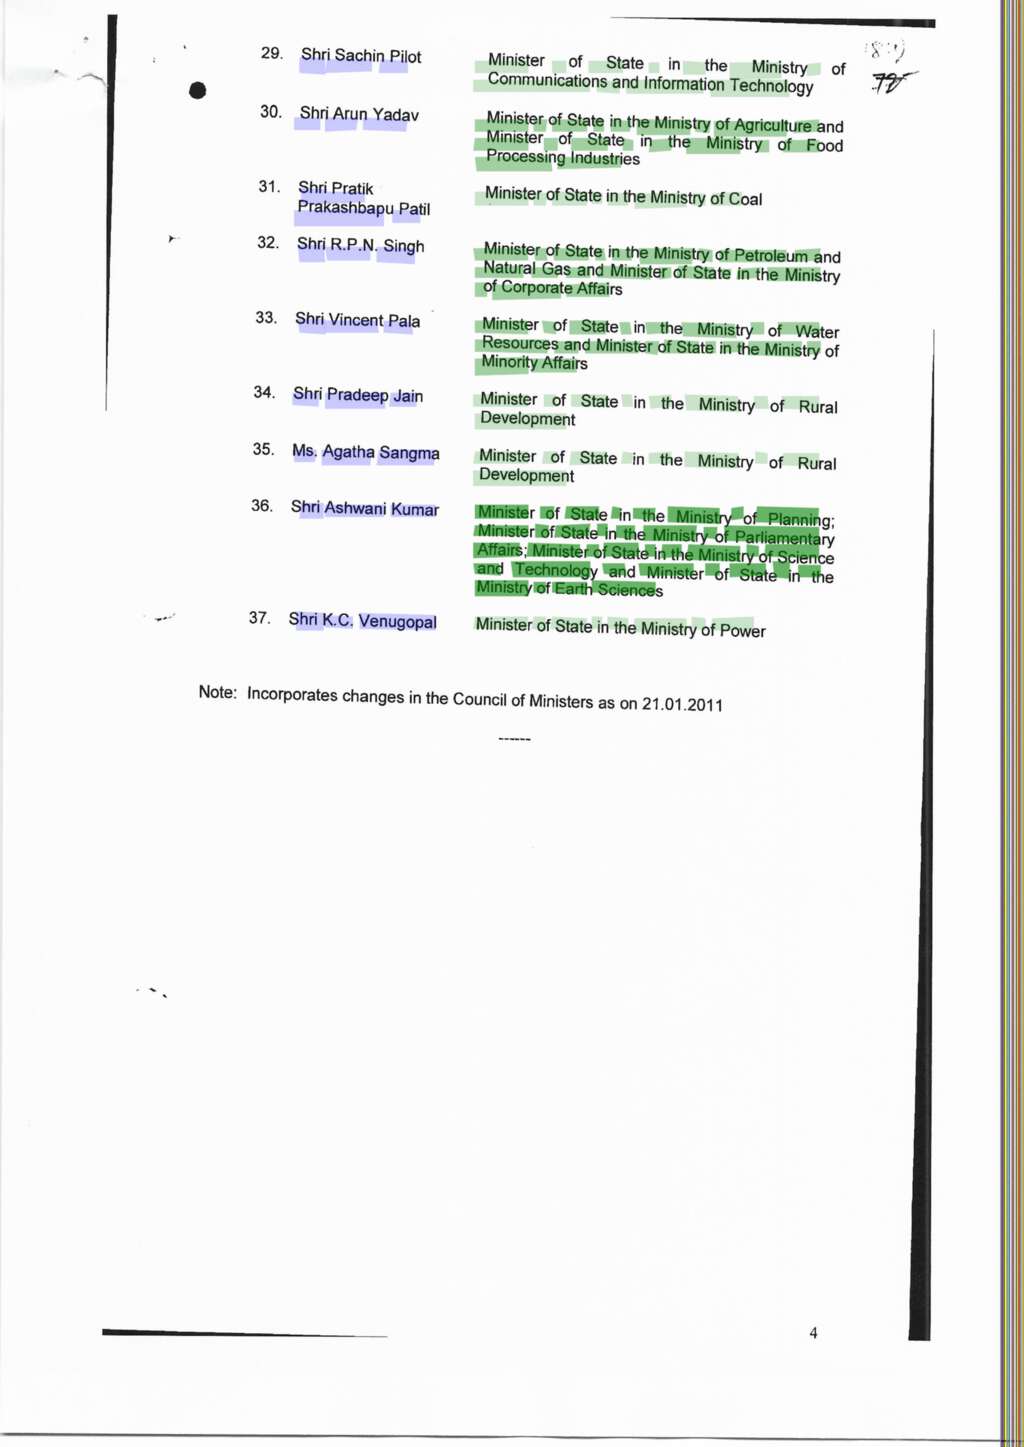 29. Shri Sachin Pilot Minister of State in the Ministry of
Communications and Information Technology
30. Shri Arun Yadav Minister of State in the Ministry of Agriculture and
Minister of State in the Ministry of Food
Processing Industries
31. Shri Pratik Minister of State in the Ministry of Coal
Prakashbapu Patil
32. Shri R.P.N. Singh Minister of State in the Ministry of Petroleum and
Natural Gas and Minister of State in the Ministry
of Corporate Affairs
33. Shri Vincent Pala Minister of State in the Ministry of Water
Resources and Minister of State in the Ministry of
Minority Affairs
34. Shri Pradeep Jain Minister of State in the Ministry of Rural
Development
35. Ms. Agatha Sangma Minister of State in the Ministry of Rural
Development
36. Shri Ashwani Kumar Minister of State in the Ministry of Planning;
Minister of State in the Ministry of Parliamentary
Affairs; Minister of State in the Ministry of Science
and Technology and Minister of State in the
Ministry of Earth Sciences
37. Shri K.C. Venugopal Minister of State in the Ministry of Power
Note: Incorporates changes in the Council of Ministers as on 21.01.2011
------
4